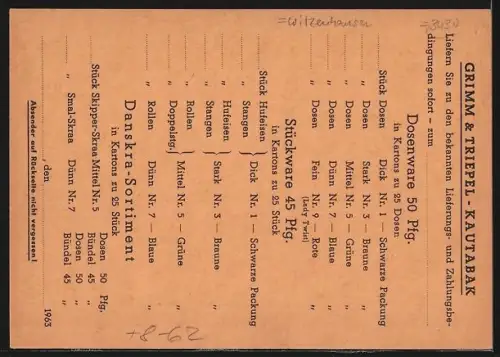 =Witzenhausen
=3430
GRIMM & TRIEPEL - KAUTABAK
Liefern Sie zu den bekannten Lieferungs- und Zahlungsbe-
dingungen sofort — zum
Dosenware 50 Pfg.
in Kartons zu 25 Dosen
Stück Dosen Dick Nr. 1 — Schwarze Packung
„ Dosen Stark Nr. 3 — Braune „
„ Dosen Mittel Nr. 5 — Grüne „
„ Dosen Dünn Nr. 7 — Blaue „
„ Dosen Fein Nr. 9 — Rote „
(Lady Twist)
Stückware 45 Pfg.
in Kartons zu 25 Stück
Stück Hufeisen } Dick Nr. 1 — Schwarze Packung
„ Stangen
„ Hufeisen } Stark Nr. 3 — Braune „
„ Stangen
„ Rollen } Mittel Nr. 5 — Grüne „
„ Doppelstg.
„ Rollen Dünn Nr. 7 — Blaue „
Danskra-Sortiment
in Kartons zu 25 Stück
Stück Skipper-Skraa Mittel Nr. 5 Dosen 50 Pfg.
Bündel 45 „
„ Smal-Skraa Dünn Nr. 7 Dosen 50 „
Bündel 45 „
„
1963
Absender auf Rückseite nicht vergessen!
+8-62